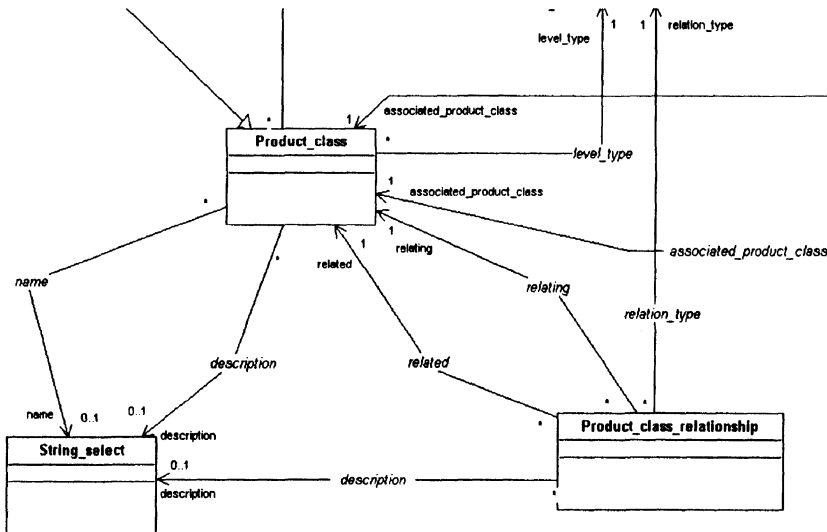 1 1 relation_type
level_type
* 1 associated_product_class
Product_class
*
level_type
1
associated_product_class
*
1
relating
1
related
*
associated_product_class
name
relating
relation_type
description
related
name 0..1 0..1
description
* *
*
String_select
Product_class_relationship
0..1
description
description
*